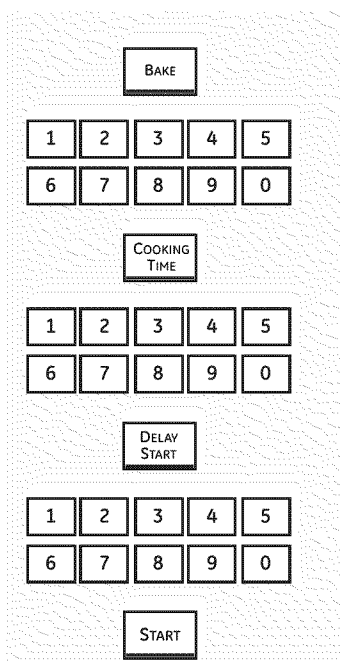 BAKE
1 2 3 4 5
6 7 8 9 0
COOKING
TIME
1 2 3 4 5
6 7 8 9 0
DELAY
START
1 2 3 4 5
6 7 8 9 0
START